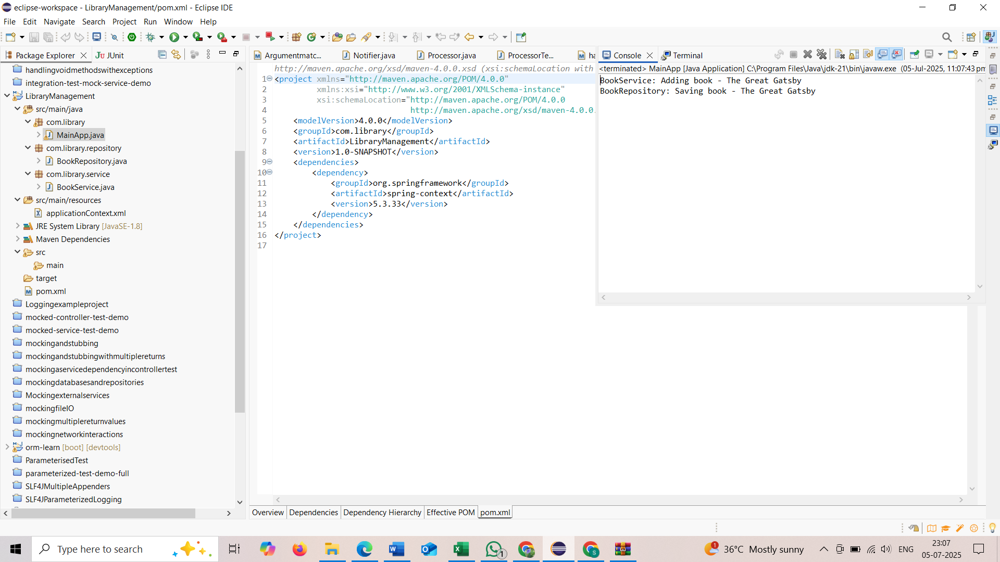 eclipse-workspace - LibraryManagement/pom.xml - Eclipse IDE
File Edit Navigate Search Project Run Window Help
Package Explorer
JUnit
handlingvoidmethodswithexceptions
integration-test-mock-service-demo
LibraryManagement
src/main/java
com.library
MainApp.java
com.library.repository
BookRepository.java
com.library.service
BookService.java
src/main/resources
applicationContext.xml
JRE System Library [JavaSE-1.8]
Maven Dependencies
src
main
target
pom.xml
Loggingexampleproject
mocked-controller-test-demo
mocked-service-test-demo
mockingandstubbing
mockingandstubbingwithmultiplereturns
mockingaservicedependencyincontrollertest
mockingdatabasesandrepositories
Mockingexternalservices
mockingfileIO
mockingmultiplereturnvalues
mockingnetworkinteractions
orm-learn [boot] [devtools]
ParameterisedTest
parameterized-test-demo-full
SLF4JMultipleAppenders
SLF4JParameterizedLogging
Argumentmatc... Notifier.java Processor.java ProcessorTe... ha
http://maven.apache.org/xsd/maven-4.0.0.xsd (xsi:schemaLocation with
1 <project xmlns="http://maven.apache.org/POM/4.0.0"
2 xmlns:xsi="http://www.w3.org/2001/XMLSchema-instance"
3 xsi:schemaLocation="http://maven.apache.org/POM/4.0.0
4 http://maven.apache.org/xsd/maven-4.0.0.
5 <modelVersion>4.0.0</modelVersion>
6 <groupId>com.library</groupId>
7 <artifactId>LibraryManagement</artifactId>
8 <version>1.0-SNAPSHOT</version>
9 <dependencies>
10 <dependency>
11 <groupId>org.springframework</groupId>
12 <artifactId>spring-context</artifactId>
13 <version>5.3.33</version>
14 </dependency>
15 </dependencies>
16 </project>
17
Overview Dependencies Dependency Hierarchy Effective POM pom.xml
Console Terminal
<terminated> MainApp [Java Application] C:\Program Files\Java\jdk-21\bin\javaw.exe (05-Jul-2025, 11:07:43 pm
BookService: Adding book - The Great Gatsby
BookRepository: Saving book - The Great Gatsby
Type here to search
1
1
36°C Mostly sunny
ENG
23:07
05-07-2025